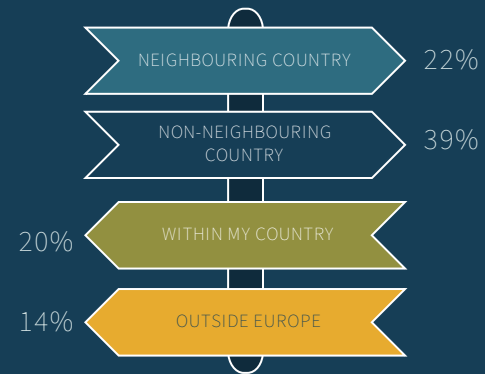 NEIGHBOURING COUNTRY
22%
NON-NEIGHBOURING
COUNTRY
39%
WITHIN MY COUNTRY
20%
OUTSIDE EUROPE
14%